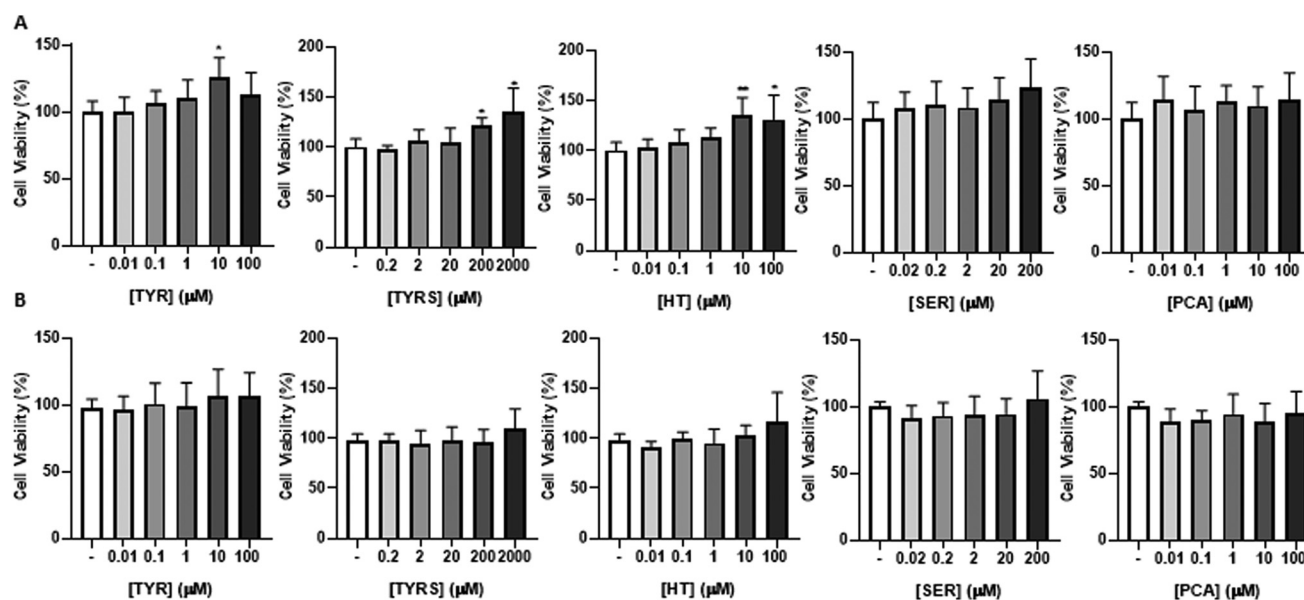 A
Cell Viability (%)
150
100
50
0
*
- 0.01 0.1 1 10 100
[TYR] (μM)
Cell Viability (%)
200
150
100
50
0
* *
- 0.2 2 20 200 2000
[TYRS] (μM)
Cell Viability (%)
200
150
100
50
0
** *
- 0.01 0.1 1 10 100
[HT] (μM)
Cell Viability (%)
150
100
50
0
- 0.02 0.2 2 20 200
[SER] (μM)
Cell Viability (%)
150
100
50
0
- 0.01 0.1 1 10 100
[PCA] (μM)
B
Cell Viability (%)
150
100
50
0
- 0.01 0.1 1 10 100
[TYR] (μM)
Cell Viability (%)
200
150
100
50
0
- 0.2 2 20 200 2000
[TYRS] (μM)
Cell Viability (%)
200
150
100
50
0
- 0.01 0.1 1 10 100
[HT] (μM)
Cell Viability (%)
150
100
50
0
- 0.02 0.2 2 20 200
[SER] (μM)
Cell Viability (%)
150
100
50
0
- 0.01 0.1 1 10 100
[PCA] (μM)